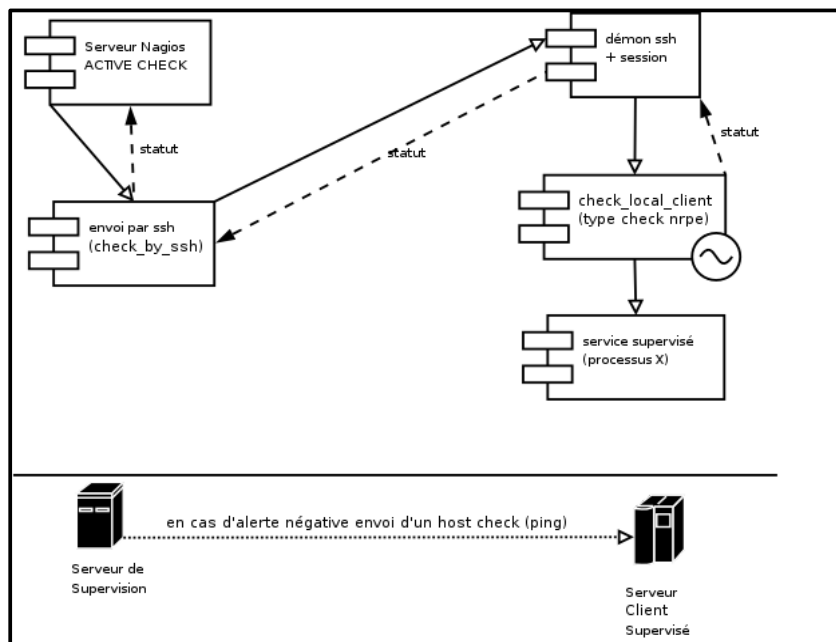 Serveur Nagios
ACTIVE CHECK
démon ssh
+ session
statut
statut
statut
envoi par ssh
(check_by_ssh)
check_local_client
(type check nrpe)
service supervisé
(processus X)
en cas d'alerte négative envoi d'un host check (ping)
Serveur de
Supervision
Serveur
Client
Supervisé